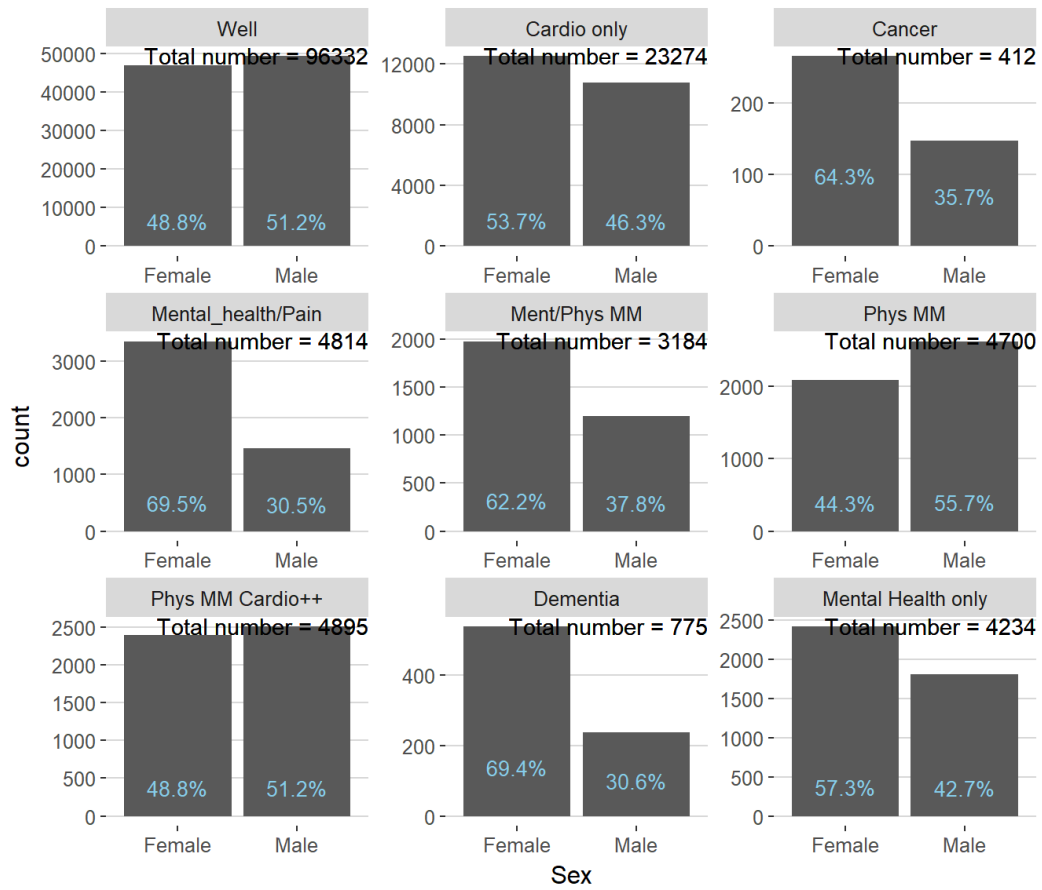 Well
Total number = 96332
50000
40000
30000
20000
10000
0
48.8%
51.2%
Female
Male
Cardio only
Total number = 23274
12000
8000
4000
0
53.7%
46.3%
Female
Male
Cancer
Total number = 412
200
100
0
64.3%
35.7%
Female
Male
Mental_health/Pain
Total number = 4814
3000
2000
1000
0
69.5%
30.5%
Female
Male
Ment/Phys MM
Total number = 3184
2000
1500
1000
500
0
62.2%
37.8%
Female
Male
Phys MM
Total number = 4700
2000
1000
0
44.3%
55.7%
Female
Male
Phys MM Cardio++
Total number = 4895
2500
2000
1500
1000
500
0
48.8%
51.2%
Female
Male
Dementia
Total number = 775
400
200
0
69.4%
30.6%
Female
Male
Mental Health only
Total number = 4234
2500
2000
1500
1000
500
0
57.3%
42.7%
Female
Male
count
Sex